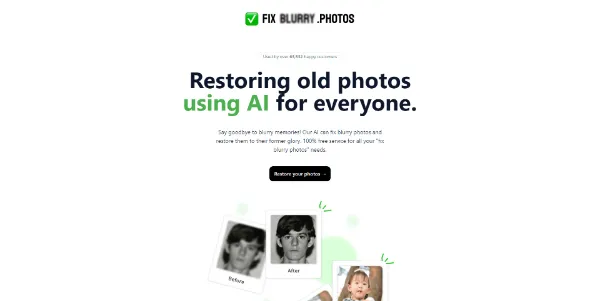 FIX BLURRY .PHOTOS
happy customers
Restoring old photos
using AI for everyone.
Say goodbye to blurry memories! Our AI can fix blurry photos and
restore them to their former glory. 100% free service for all your "fix
blurry photos" needs.
Restore your photos →
Before
After